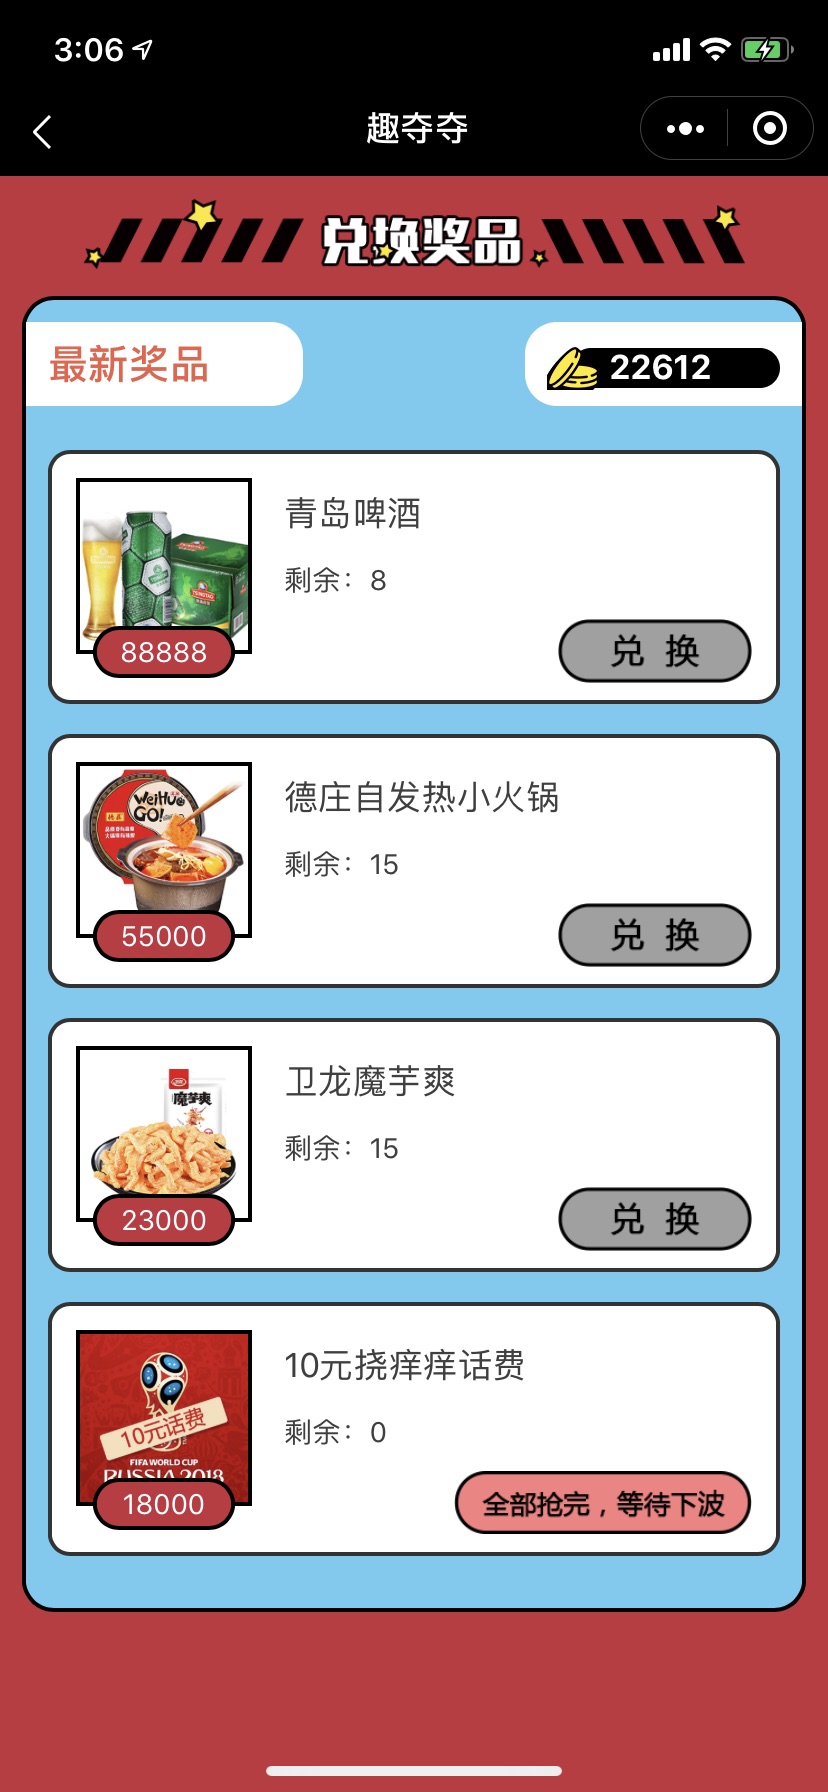 3:06
趣夺夺
兑换奖品
最新奖品
22612
青岛啤酒
剩余：8
88888
兑 换
WeiHuo
GO!
德庄自发热小火锅
剩余：15
55000
兑 换
魔芋爽
卫龙魔芋爽
剩余：15
23000
兑 换
10元话费
FIFA WORLD CUP
RUSSIA 2018
10元挠痒痒话费
剩余：0
18000
全部抢完，等待下波